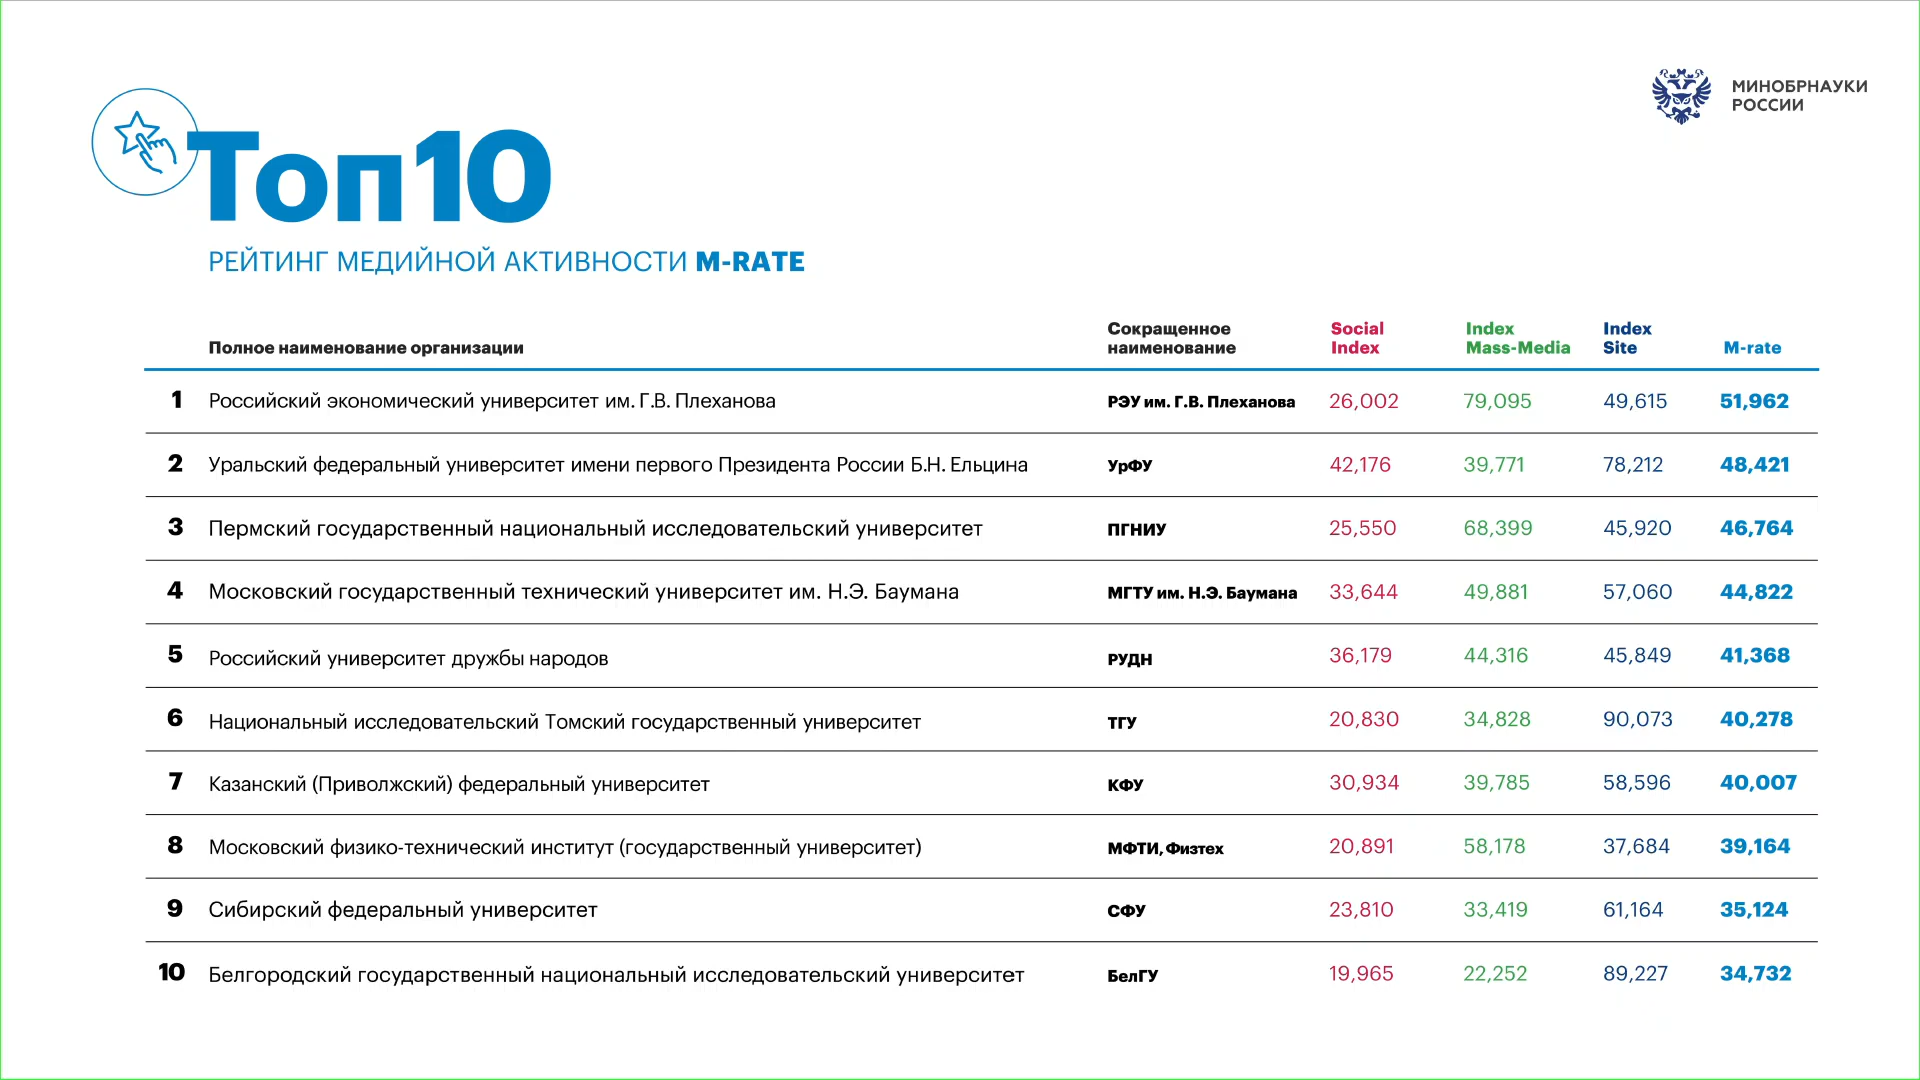 МИНОБРНАУКИ
РОССИИ
Топ10
РЕЙТИНГ МЕДИЙНОЙ АКТИВНОСТИ M-RATE
Полное наименование организации Сокращенное наименование Social Index Index Mass-Media Index Site M-rate
1 Российский экономический университет им. Г.В. Плеханова РЭУ им. Г.В. Плеханова 26,002 79,095 49,615 51,962
2 Уральский федеральный университет имени первого Президента России Б.Н. Ельцина УрФУ 42,176 39,771 78,212 48,421
3 Пермский государственный национальный исследовательский университет ПГНИУ 25,550 68,399 45,920 46,764
4 Московский государственный технический университет им. Н.Э. Баумана МГТУ им. Н.Э. Баумана 33,644 49,881 57,060 44,822
5 Российский университет дружбы народов РУДН 36,179 44,316 45,849 41,368
6 Национальный исследовательский Томский государственный университет ТГУ 20,830 34,828 90,073 40,278
7 Казанский (Приволжский) федеральный университет КФУ 30,934 39,785 58,596 40,007
8 Московский физико-технический институт (государственный университет) МФТИ, Физтех 20,891 58,178 37,684 39,164
9 Сибирский федеральный университет СФУ 23,810 33,419 61,164 35,124
10 Белгородский государственный национальный исследовательский университет БелГУ 19,965 22,252 89,227 34,732